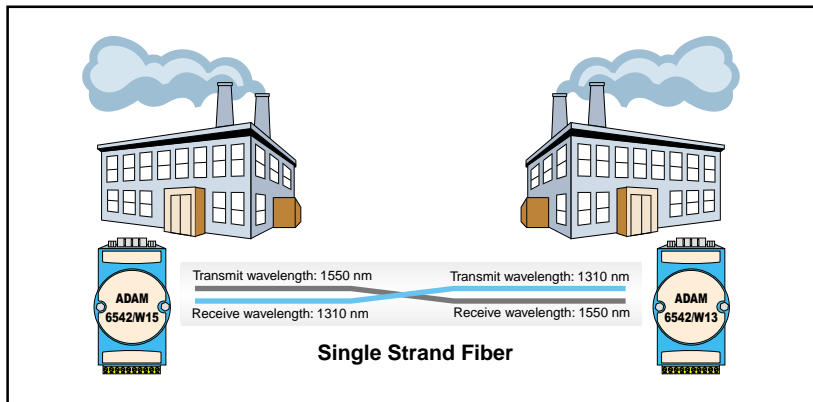 Transmit wavelength: 1550 nm
Transmit wavelength: 1310 nm
ADAM
6542/W15
ADAM
6542/W13
Receive wavelength: 1310 nm
Receive wavelength: 1550 nm
Single Strand Fiber